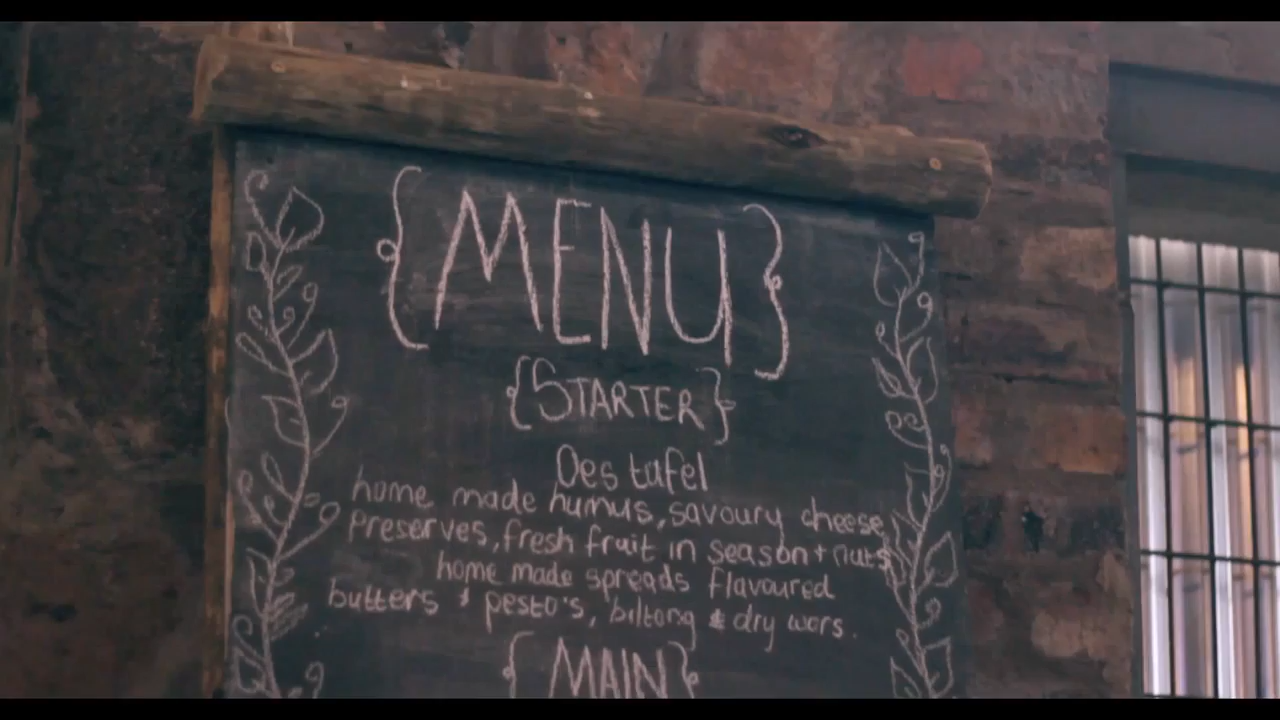 {MENU}
{STARTER}
Oes tafel
home made humus, savoury cheese,
Preserves, fresh fruit in season + nuts
home made spreads flavoured
butters & pesto's, biltong & dry wors.
{MAIN}